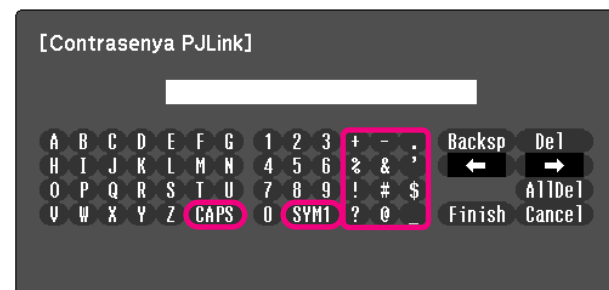 [Contrasenya PJLink]
A B C D E F G 1 2 3 + - . Backsp Del
H I J K L M N 4 5 6 % & ' ← →
O P Q R S T U 7 8 9 ! # $ AllDel
V W X Y Z CAPS 0 SYM1 ? @ _ Finish Cancel